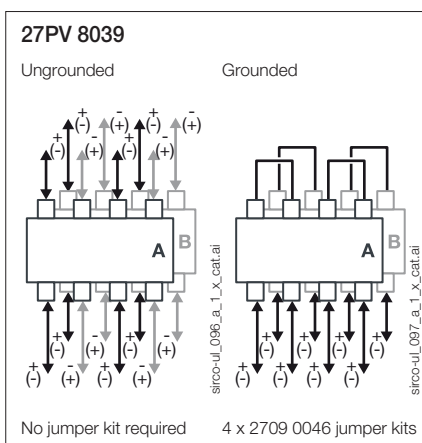 27PV 8039
Ungrounded Grounded
+ - + -
(-) (+) (-) (+)
+ - + -
(-) (+) (-) (+)
A B A B
+ - + -
(-) (+) (-) (+)
+ - + -
(-) (+) (-) (+)
+ + + +
(-) (-) (-) (-)
+ + + +
(-) (-) (-) (-)
sirco-ul_096_a_1_x_cat.ai
sirco-ul_097_a_1_x_cat.ai
No jumper kit required 4 x 2709 0046 jumper kits